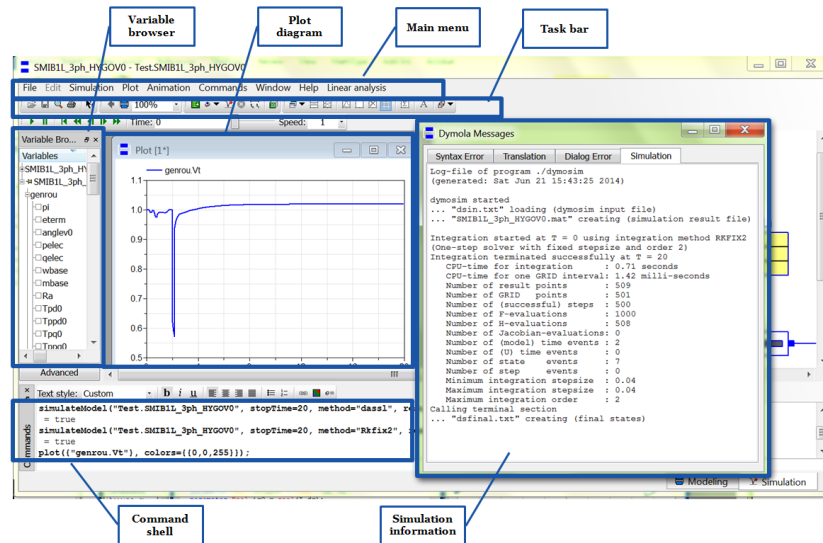 Variable browser
Plot diagram
Main menu
Task bar
SMIB1L_3ph_HYGOV0 - Test.SMIB1L_3ph_HYGOV0
File Edit Simulation Plot Animation Commands Window Help Linear analysis
100%
Time: 0 Speed: 1
Variable Bro...
Variables
SMIB1L_3ph_HY
SMIB1L_3ph_
genrou
pi
eterm
anglev0
pelec
qelec
wbase
mbase
Ra
Tpd0
Tppd0
Tpq0
Advanced
Plot [1*]
genrou.Vt
1.1
1.0
0.9
0.8
0.7
0.6
0.5
Dymola Messages
Syntax Error Translation Dialog Error Simulation
Log-file of program ./dymosim
(generated: Sat Jun 21 15:43:25 2014)
dymosim started
... "dsin.txt" loading (dymosim input file)
... "SMIB1L_3ph_HYGOV0.mat" creating (simulation result file)
Integration started at T = 0 using integration method RKFIX2
(One-step solver with fixed stepsize and order 2)
Integration terminated successfully at T = 20
CPU-time for integration : 0.71 seconds
CPU-time for one GRID interval: 1.42 milli-seconds
Number of result points : 509
Number of GRID points : 501
Number of (successful) steps : 500
Number of F-evaluations : 1000
Number of H-evaluations : 508
Number of Jacobian-evaluations: 0
Number of (model) time events : 2
Number of (U) time events : 0
Number of state events : 7
Number of step events : 0
Minimum integration stepsize : 0.04
Maximum integration stepsize : 0.04
Maximum integration order : 2
Calling terminal section
... "dsfinal.txt" creating (final states)
Text style: Custom b i u
Commands
simulateModel("Test.SMIB1L_3ph_HYGOV0", stopTime=20, method="dassl",
= true
simulateModel("Test.SMIB1L_3ph_HYGOV0", stopTime=20, method="Rkfix2",
= true
plot({"genrou.Vt"}, colors={{0,0,255}});
Modeling Simulation
Command shell
Simulation information